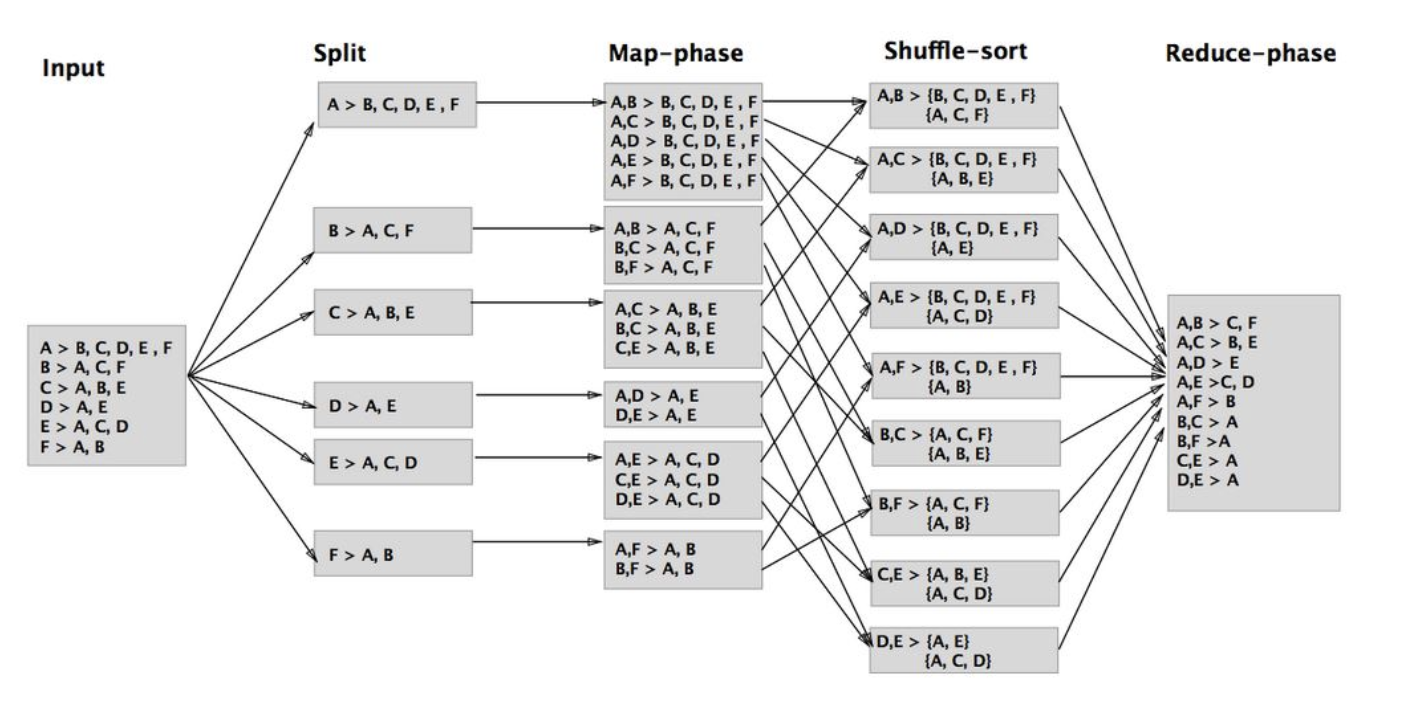 Input
Split
Map-phase
Shuffle-sort
Reduce-phase
A > B, C, D, E , F
B > A, C, F
C > A, B, E
D > A, E
E > A, C, D
F > A, B
A > B, C, D, E , F
B > A, C, F
C > A, B, E
D > A, E
E > A, C, D
F > A, B
A,B > B, C, D, E , F
A,C > B, C, D, E , F
A,D > B, C, D, E , F
A,E > B, C, D, E , F
A,F > B, C, D, E , F
A,B > A, C, F
B,C > A, C, F
B,F > A, C, F
A,C > A, B, E
B,C > A, B, E
C,E > A, B, E
A,D > A, E
D,E > A, E
A,E > A, C, D
C,E > A, C, D
D,E > A, C, D
A,F > A, B
B,F > A, B
A,B > {B, C, D, E , F}
{A, C, F}
A,C > {B, C, D, E , F}
{A, B, E}
A,D > {B, C, D, E , F}
{A, E}
A,E > {B, C, D, E , F}
{A, C, D}
A,F > {B, C, D, E , F}
{A, B}
B,C > {A, C, F}
{A, B, E}
B,F > {A, C, F}
{A, B}
C,E > {A, B, E}
{A, C, D}
D,E > {A, E}
{A, C, D}
A,B > C, F
A,C > B, E
A,D > E
A,E >C, D
A,F > B
B,C > A
B,F >A
C,E > A
D,E > A